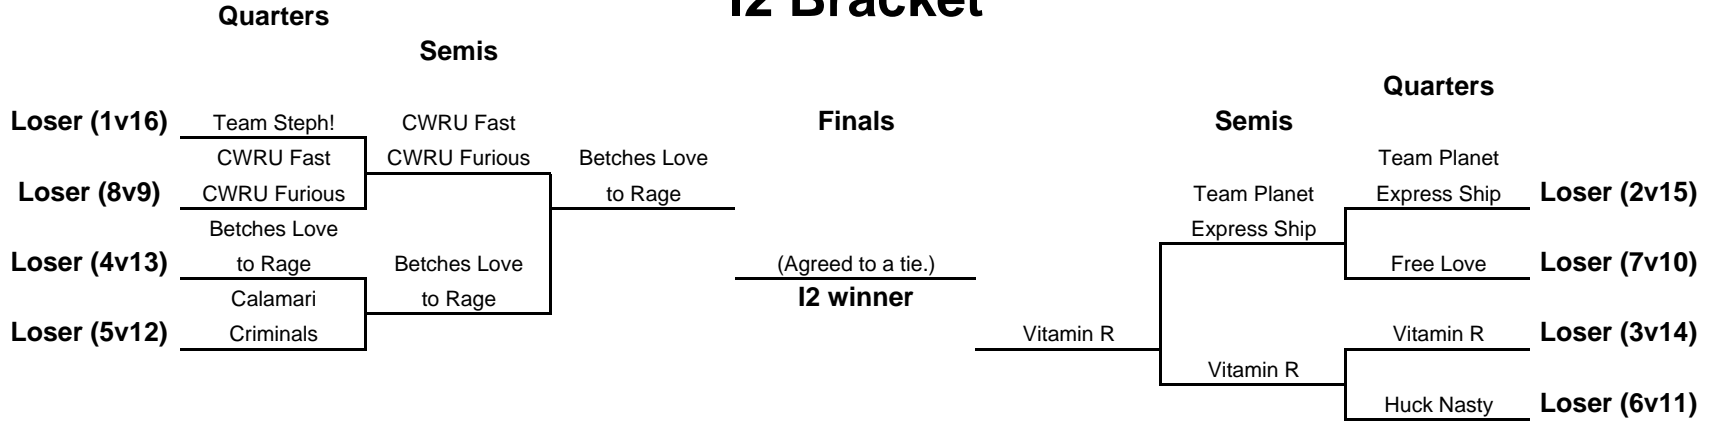 I2 Bracket
Quarters
Semis
Quarters
Loser (1v16) Team Steph! CWRU Fast Finals Semis
CWRU Fast CWRU Furious Betches Love Team Planet
Loser (8v9) CWRU Furious to Rage Team Planet Express Ship Loser (2v15)
Betches Love Express Ship
Loser (4v13) to Rage Betches Love (Agreed to a tie.) Free Love Loser (7v10)
Calamari to Rage I2 winner
Loser (5v12) Criminals Vitamin R Vitamin R Loser (3v14)
Vitamin R
Huck Nasty Loser (6v11)